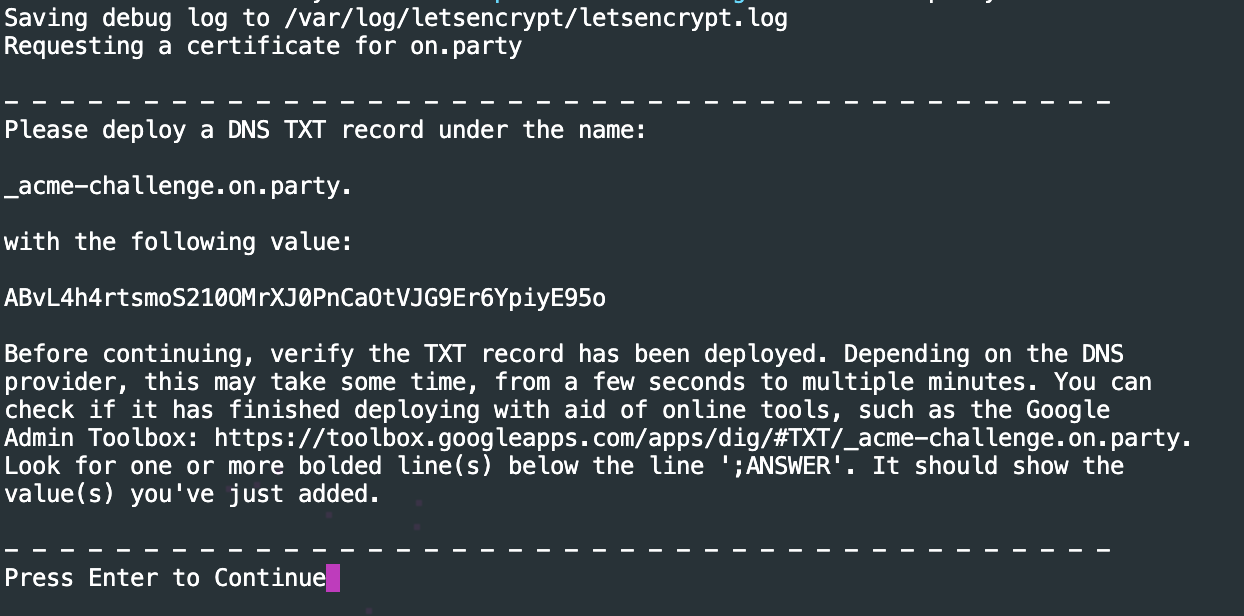 Saving debug log to /var/log/letsencrypt/letsencrypt.log
Requesting a certificate for on.party
- - - - - - - - - - - - - - - - - - - - - - - - - - - - - - - - - - - - - - - -
Please deploy a DNS TXT record under the name:
_acme-challenge.on.party.
with the following value:
ABvL4h4rtsmoS210OMrXJ0PnCaOtVJG9Er6YpiyE95o
Before continuing, verify the TXT record has been deployed. Depending on the DNS
provider, this may take some time, from a few seconds to multiple minutes. You can
check if it has finished deploying with aid of online tools, such as the Google
Admin Toolbox: https://toolbox.googleapps.com/apps/dig/#TXT/_acme-challenge.on.party.
Look for one or more bolded line(s) below the line ';ANSWER'. It should show the
value(s) you've just added.
- - - - - - - - - - - - - - - - - - - - - - - - - - - - - - - - - - - - - - - -
Press Enter to Continue